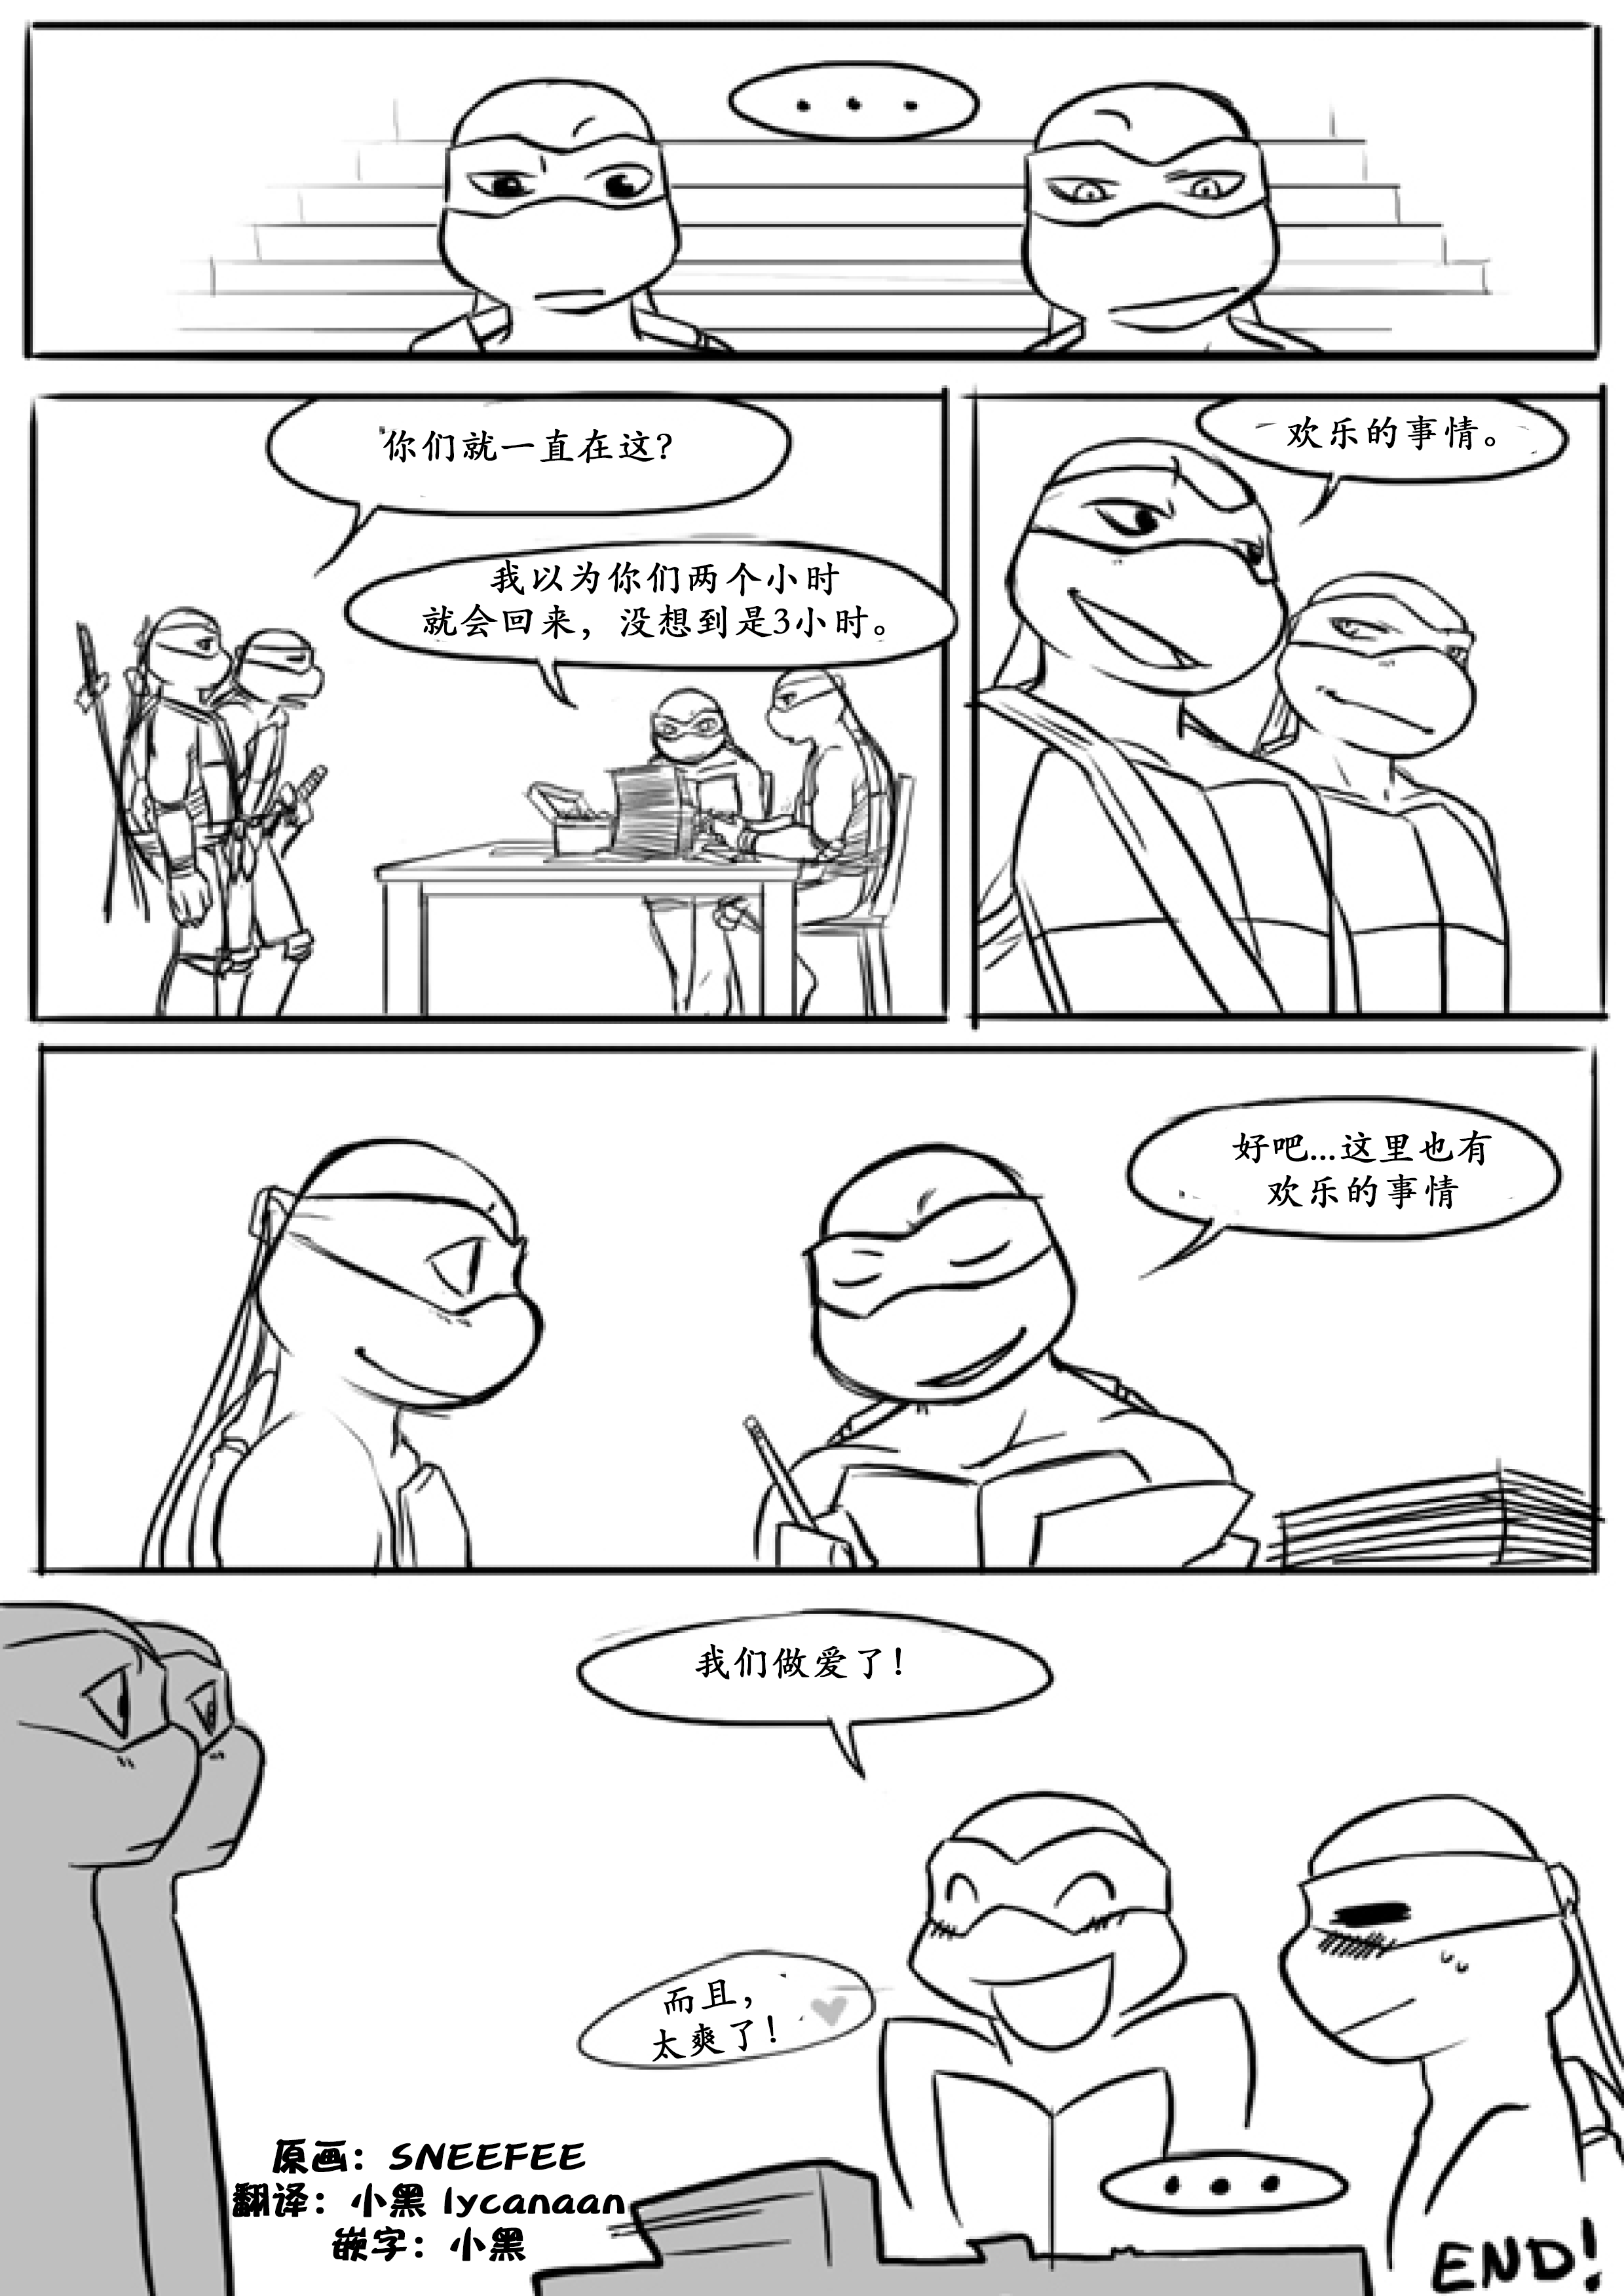 ...
你们就一直在这?
我以为你们两个小时
就会回来，没想到是3小时。
欢乐的事情。
好吧...这里也有
欢乐的事情
我们做爱了!
而且，
太爽了!
...
原画：SNEEFEE
翻译：小黑 lycanaan
嵌字：小黑
END!